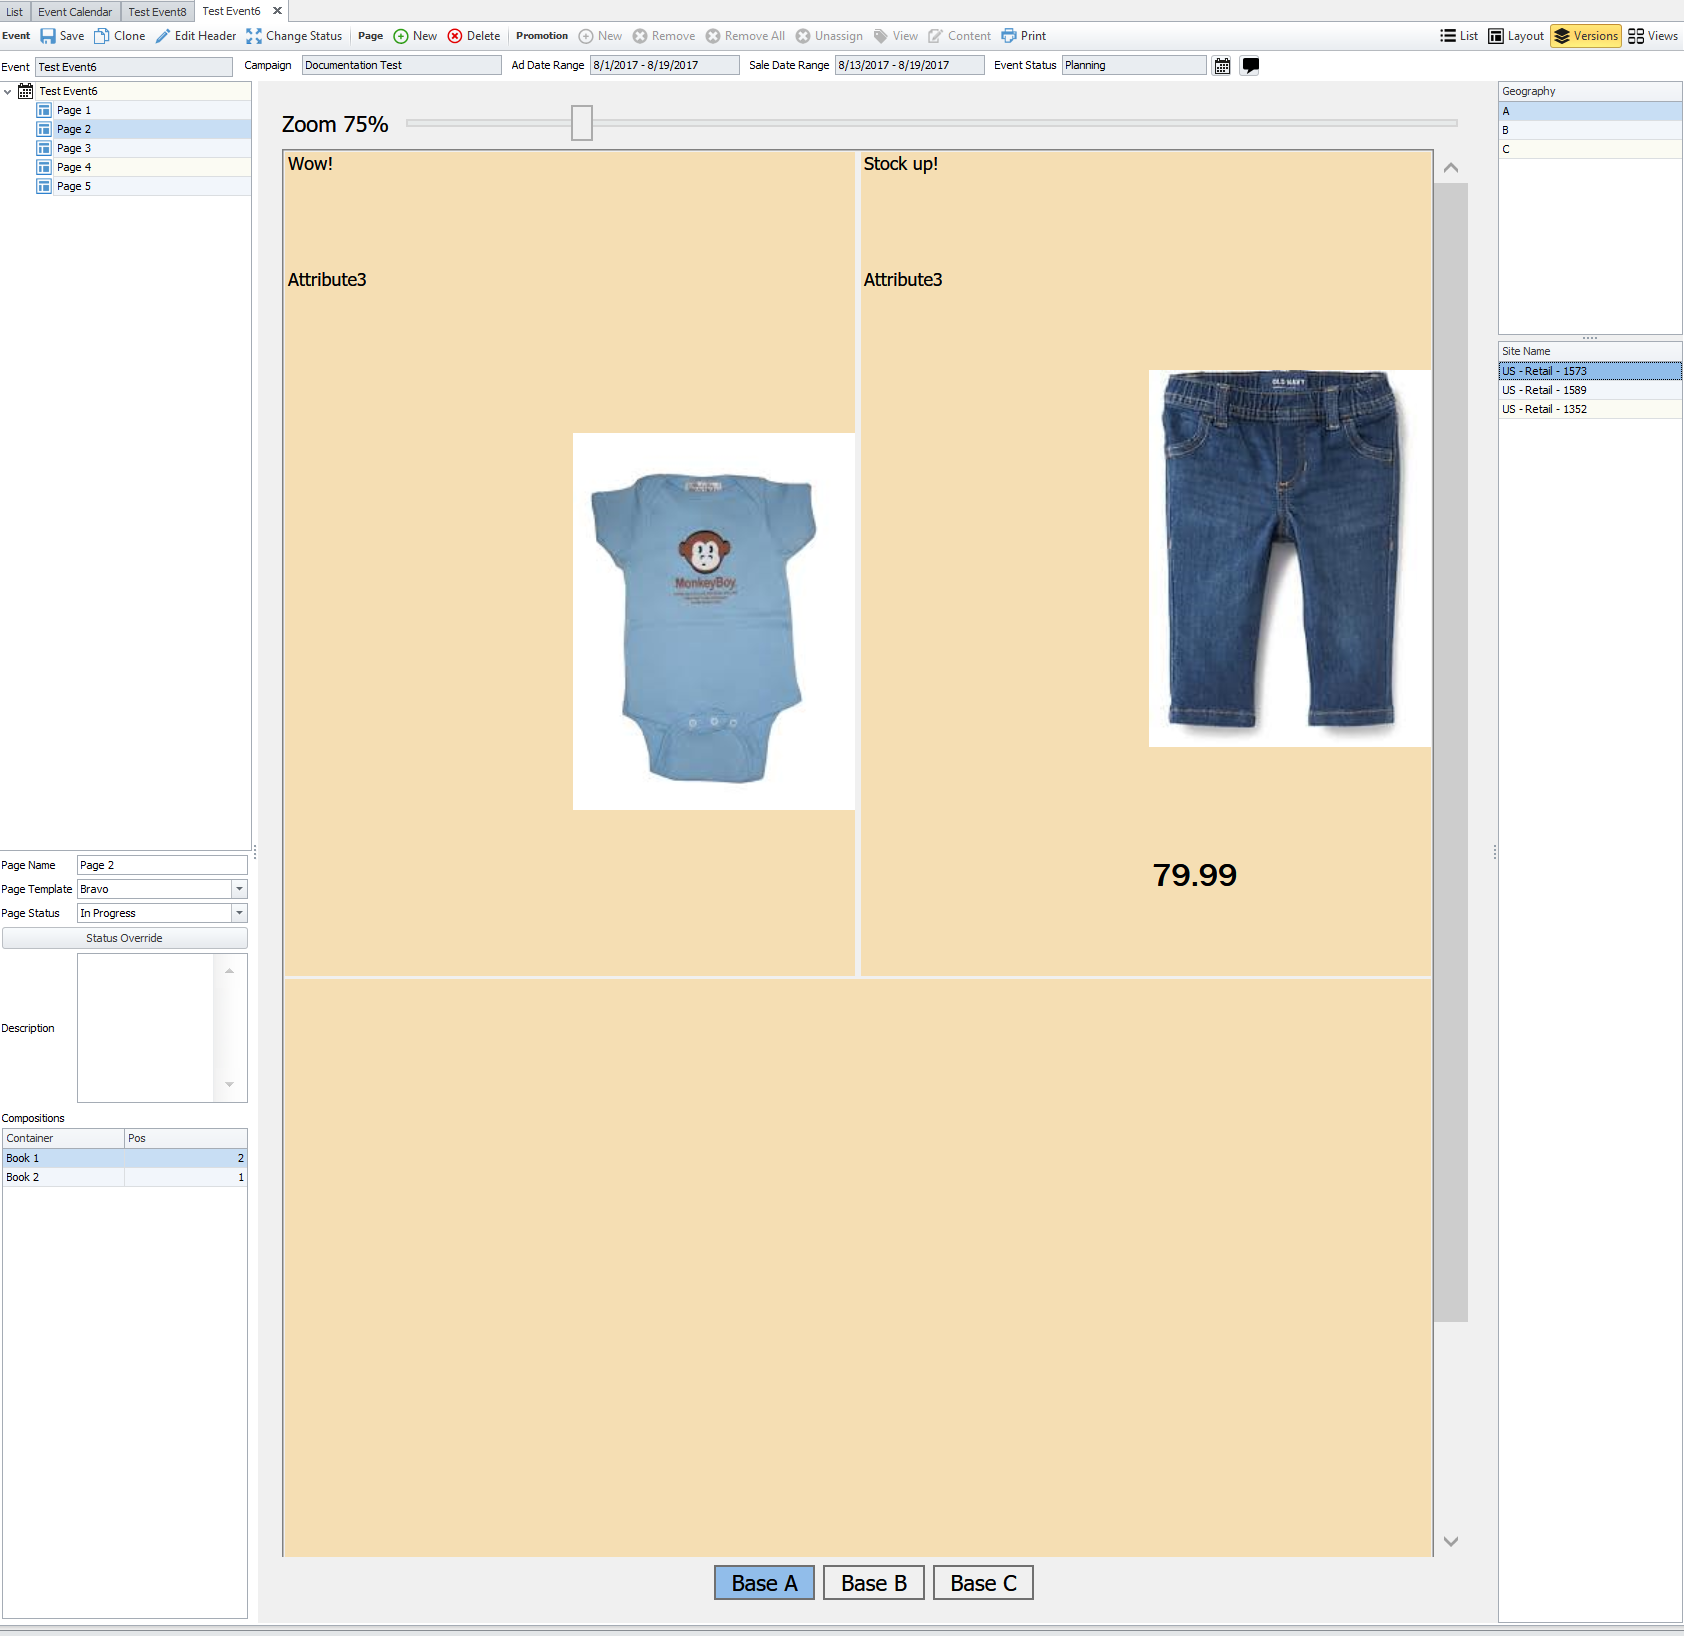 List Event Calendar Test Event8 Test Event6
Event Save Clone Edit Header Change Status Page New Delete Promotion New Remove Remove All Unassign View Content Print List Layout Versions Views
Event Test Event6 Campaign Documentation Test Ad Date Range 8/1/2017 - 8/19/2017 Sale Date Range 8/13/2017 - 8/19/2017 Event Status Planning
Test Event6
Page 1
Page 2
Page 3
Page 4
Page 5
Page Name Page 2
Page Template Bravo
Page Status In Progress
Status Override
Description
Compositions
Container Pos
Book 1 2
Book 2 1
Zoom 75%
Wow!
Attribute3
MonkeyBoy
Stock up!
Attribute3
OLD NAVY
79.99
Base A Base B Base C
Geography
A
B
C
Site Name
US - Retail - 1573
US - Retail - 1589
US - Retail - 1352